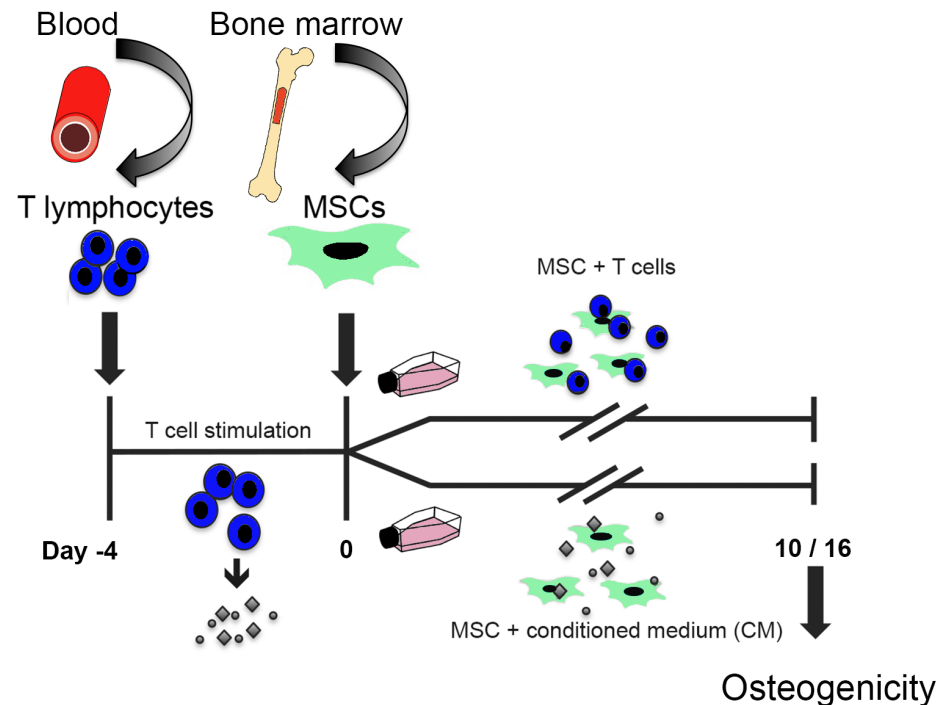 Blood
Bone marrow
T lymphocytes
MSCs
MSC + T cells
T cell stimulation
Day -4
0
10 / 16
MSC + conditioned medium (CM)
Osteogenicity